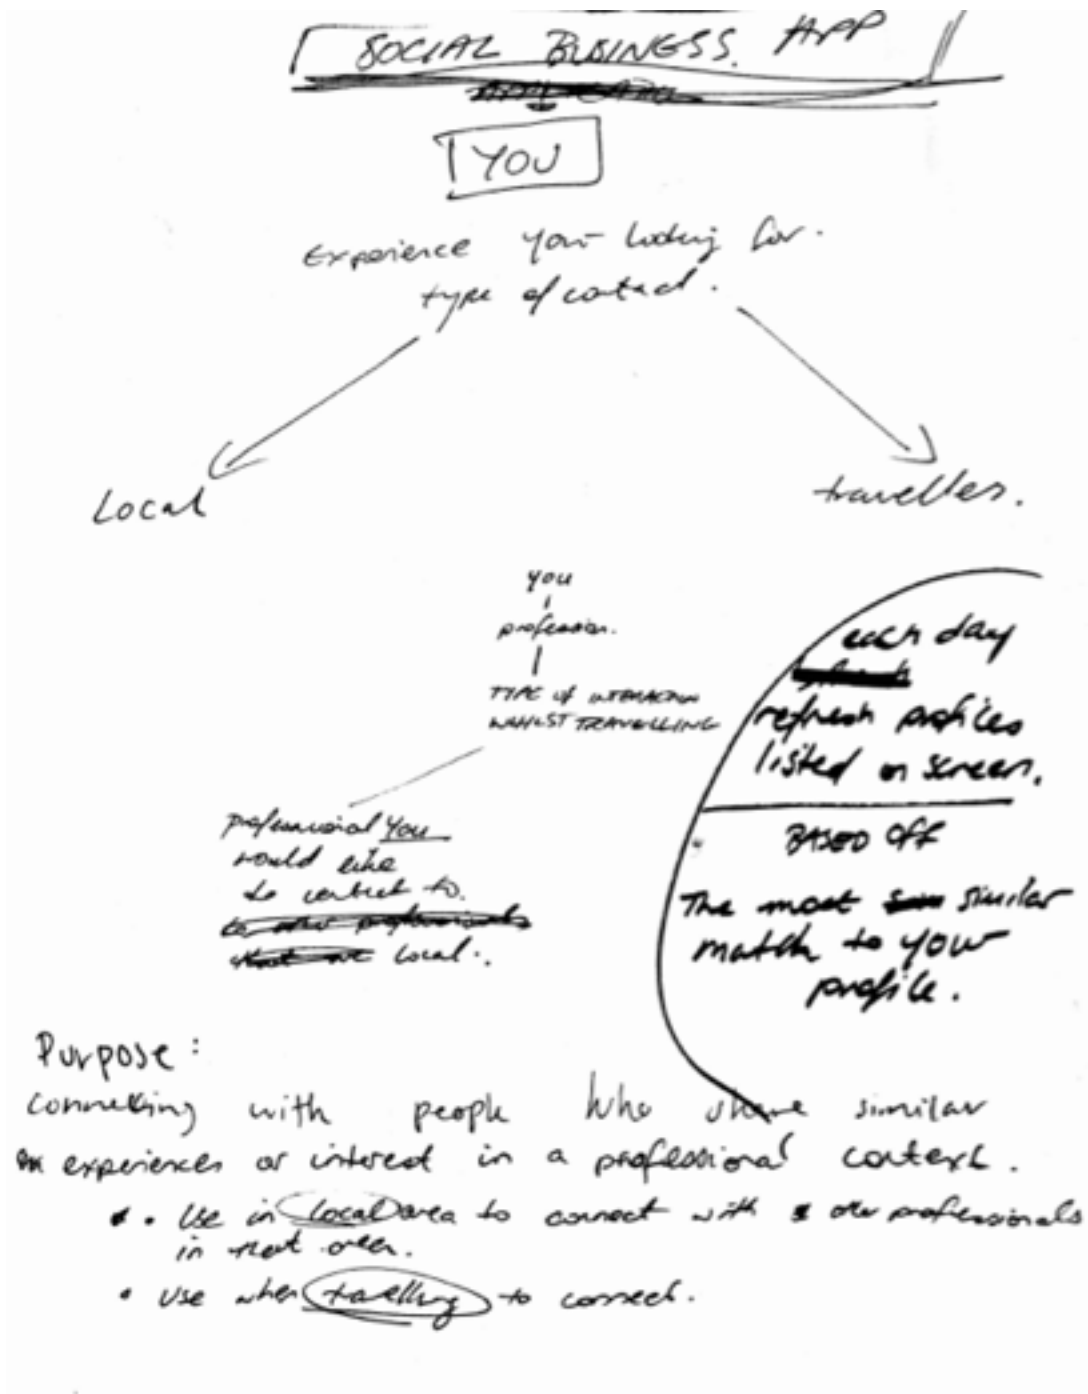 SOCIAL BUSINESS. APP
YOU
Experience your looking for.
type of contact.
Local
travelles.
you
profession.
TYPE OF INTERACTION
WHILST TRAVELLING
each day
refresh profiles
listed on screen.
BASED OFF
The most similar
match to your
profile.
professional You
would like
to contact to.
local.
Purpose:
Connecting with people who share similar
experiences or interest in a professional context.
• Use in local area to connect with other professionals
in that area.
• Use when travelling to connect.